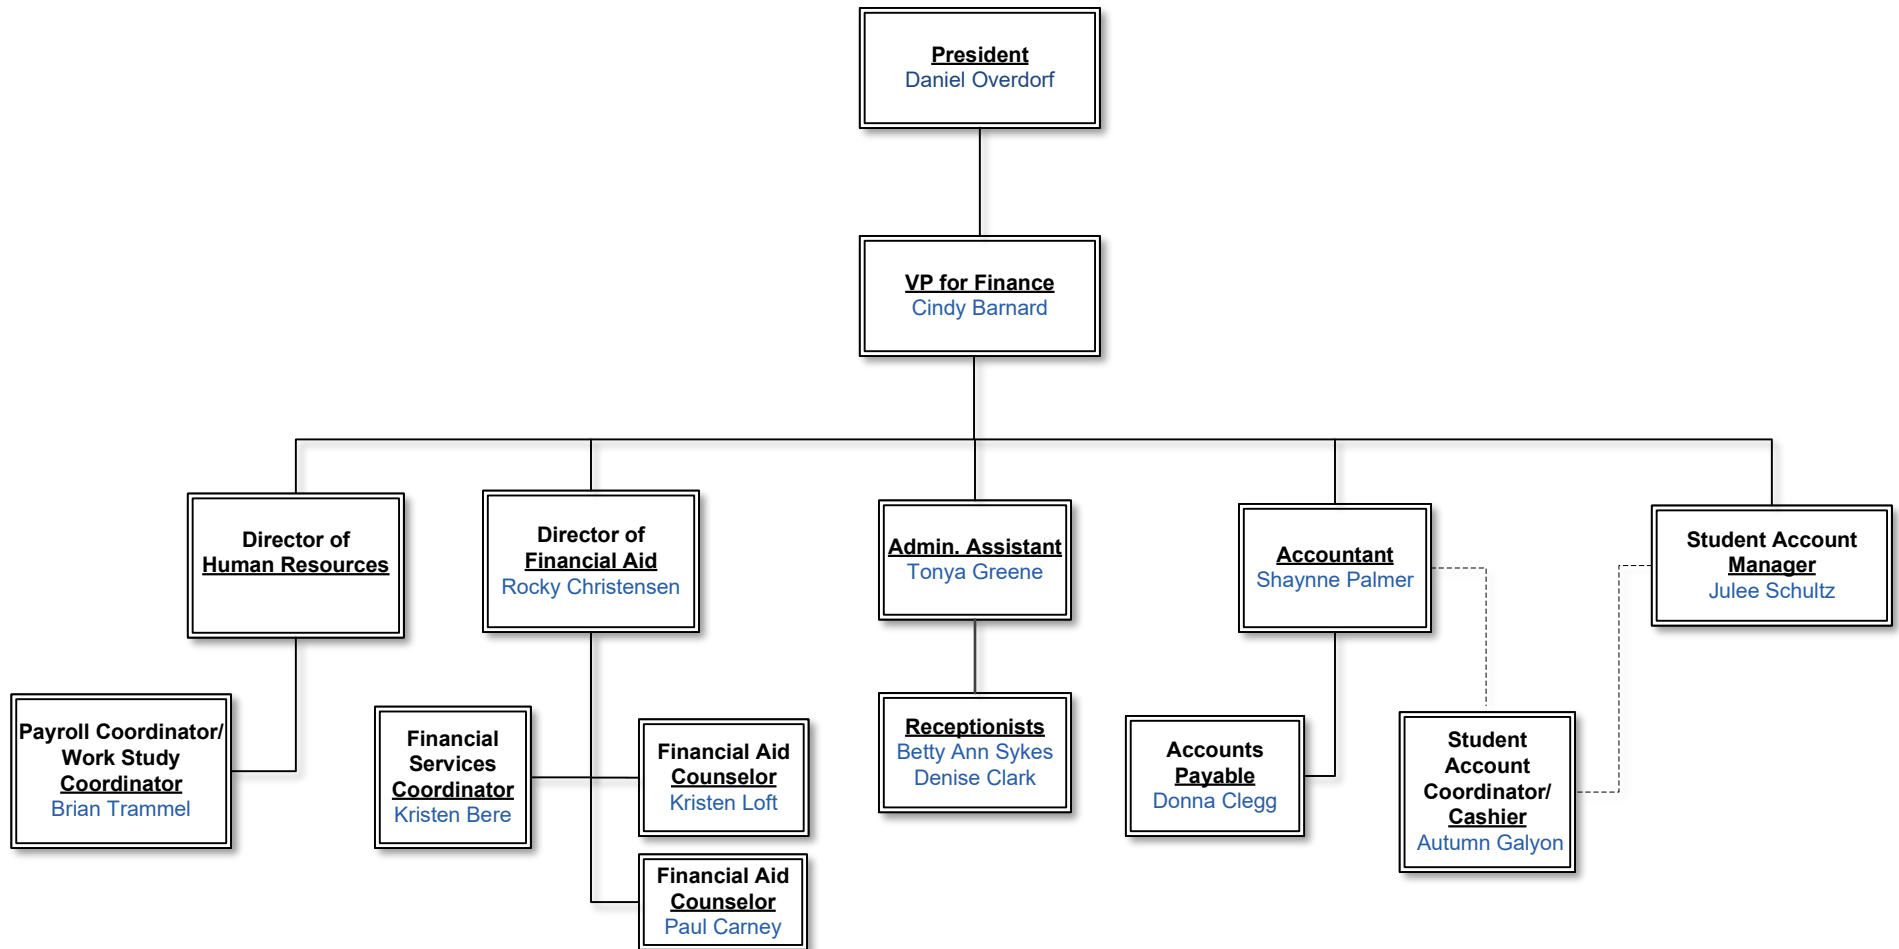 President
Daniel Overdorf
VP for Finance
Cindy Barnard
Director of
Human Resources
Director of
Financial Aid
Rocky Christensen
Admin. Assistant
Tonya Greene
Accountant
Shaynne Palmer
Student Account
Manager
Julee Schultz
Payroll Coordinator/
Work Study
Coordinator
Brian Trammel
Financial
Services
Coordinator
Kristen Bere
Financial Aid
Counselor
Kristen Loft
Financial Aid
Counselor
Paul Carney
Receptionists
Betty Ann Sykes
Denise Clark
Accounts
Payable
Donna Clegg
Student
Account
Coordinator/
Cashier
Autumn Galyon